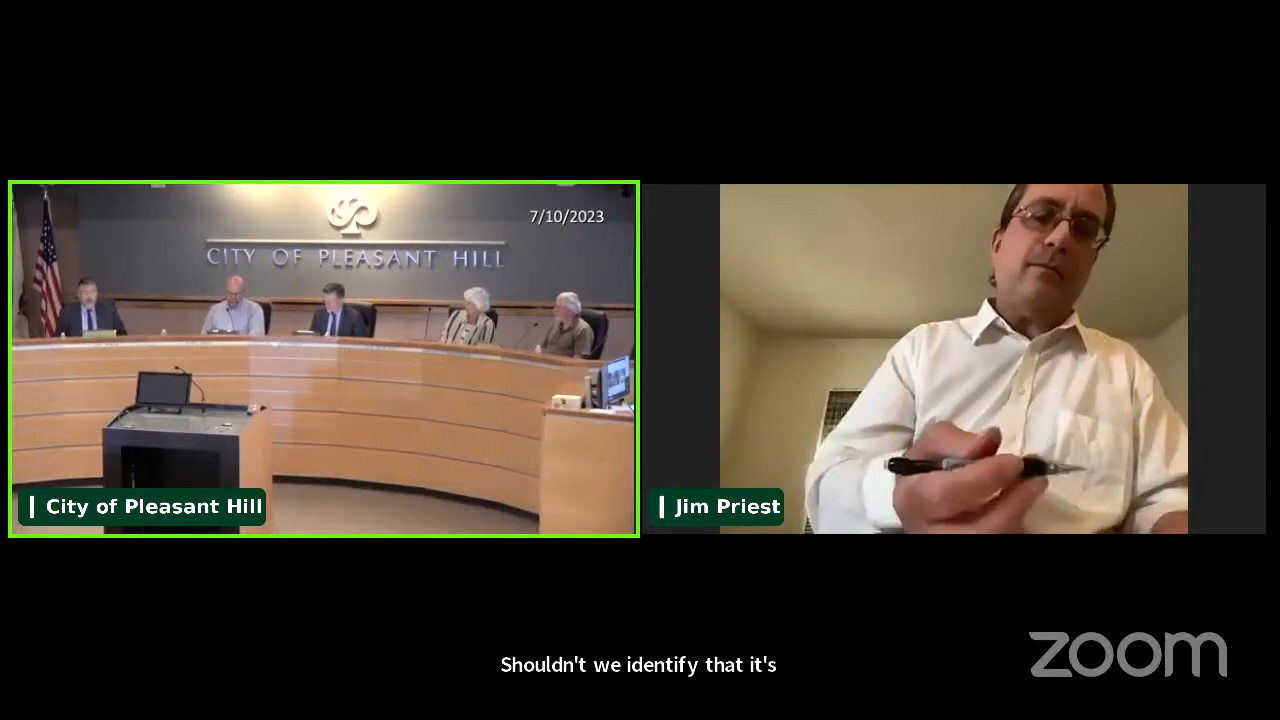 7/10/2023
CITY OF PLEASANT HILL
City of Pleasant Hill
Jim Priest
Shouldn't we identify that it's
zoom